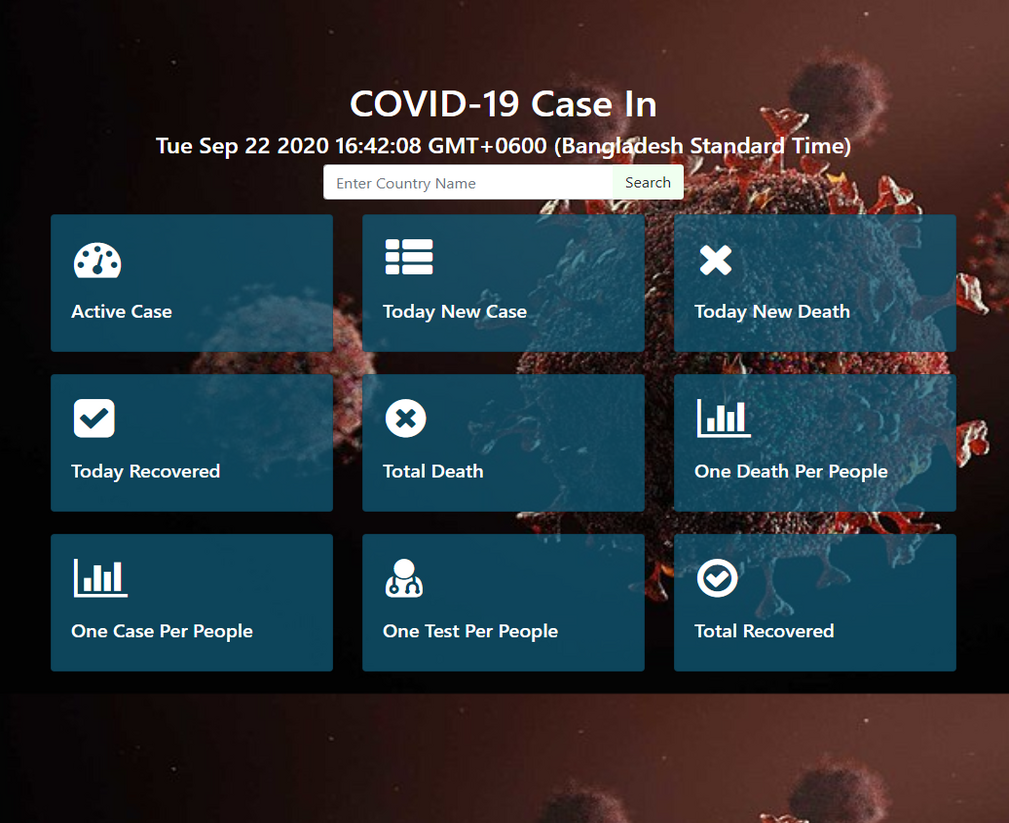 COVID-19 Case In
Tue Sep 22 2020 16:42:08 GMT+0600 (Bangladesh Standard Time)
Enter Country Name Search
Active Case
Today New Case
Today New Death
Today Recovered
Total Death
One Death Per People
One Case Per People
One Test Per People
Total Recovered